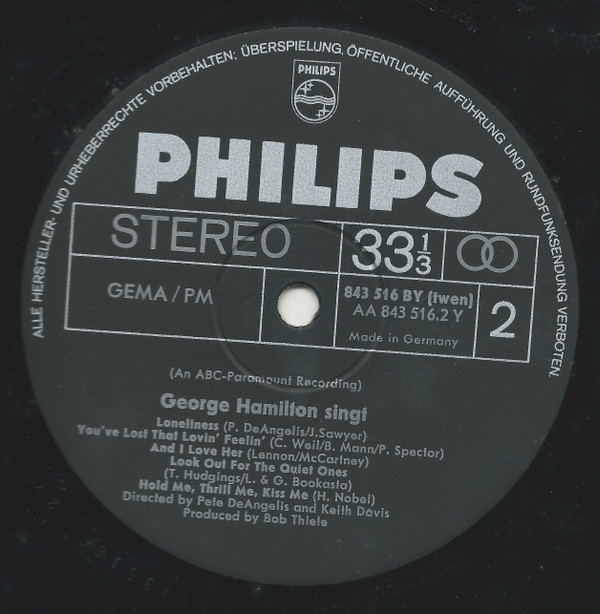 ALLE HERSTELLER- UND URHEBERRECHTE VORBEHALTEN; ÜBERSPIELUNG, ÖFFENTLICHE AUFFÜHRUNG UND RUNDFUNKSENDUNG VERBOTEN.
PHILIPS
PHILIPS
STEREO
33 1/3
GEMA/PM
843 516 BY (twen)
AA 843 516.2 Y
Made in Germany
2
(An ABC-Paramount Recording)
George Hamilton singt
Loneliness (P. DeAngelis/J.Sawyer)
You've Lost That Lovin' Feelin' (C. Weil/B. Mann/P. Spector)
And I Love Her (Lennon/McCartney)
Look Out For The Quiet Ones
(T. Hudgings/L. & G. Bookasta)
Hold Me, Thrill Me, Kiss Me (H. Nobel)
Directed by Pete DeAngelis and Keith Davis
Produced by Bob Thiele